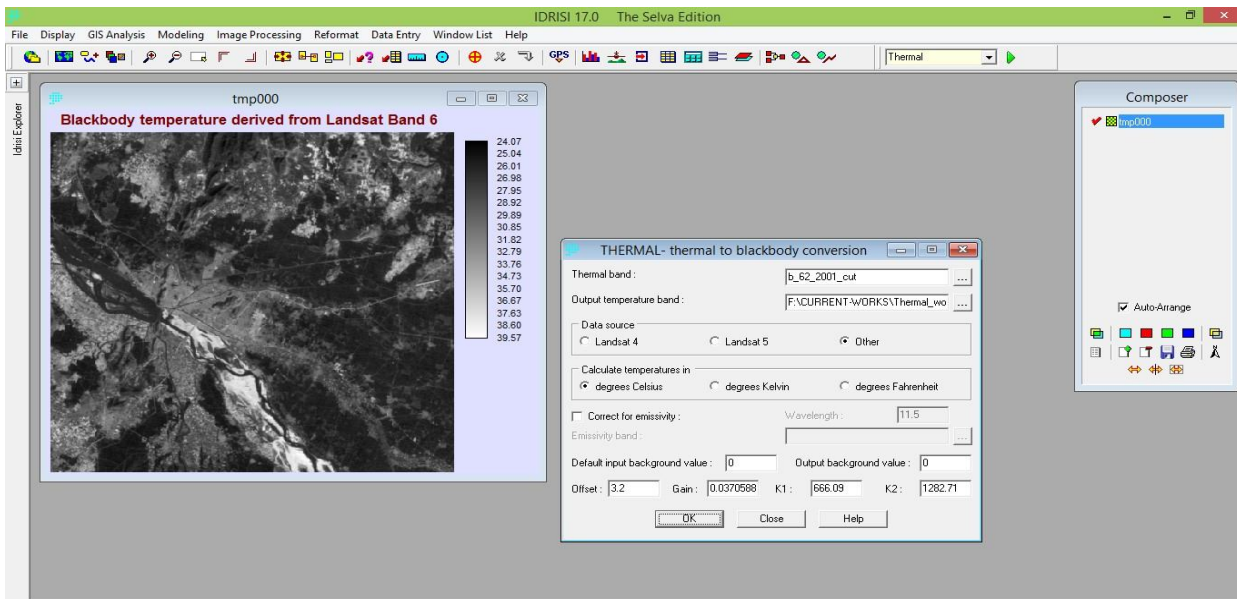 IDRISI 17.0 The Selva Edition
File Display GIS Analysis Modeling Image Processing Reformat Data Entry Window List Help
GPS
Thermal
Idrisi Explorer
tmp000
Blackbody temperature derived from Landsat Band 6
24.07
25.04
26.01
26.98
27.95
28.92
29.89
30.85
31.82
32.79
33.76
34.73
35.70
36.67
37.63
38.60
39.57
THERMAL- thermal to blackbody conversion
Thermal band : b_62_2001_cut ...
Output temperature band : F:\CURRENT-WORKS\Thermal_wo ...
Data source
Landsat 4 Landsat 5 Other
Calculate temperatures in
degrees Celsius degrees Kelvin degrees Fahrenheit
Correct for emissivity : Wavelength : 11.5
Emissivity band : ...
Default input background value : 0 Output background value : 0
Offset : 3.2 Gain : 0.0370588 K1 : 666.09 K2 : 1282.71
OK Close Help
Composer
tmp000
Auto-Arrange